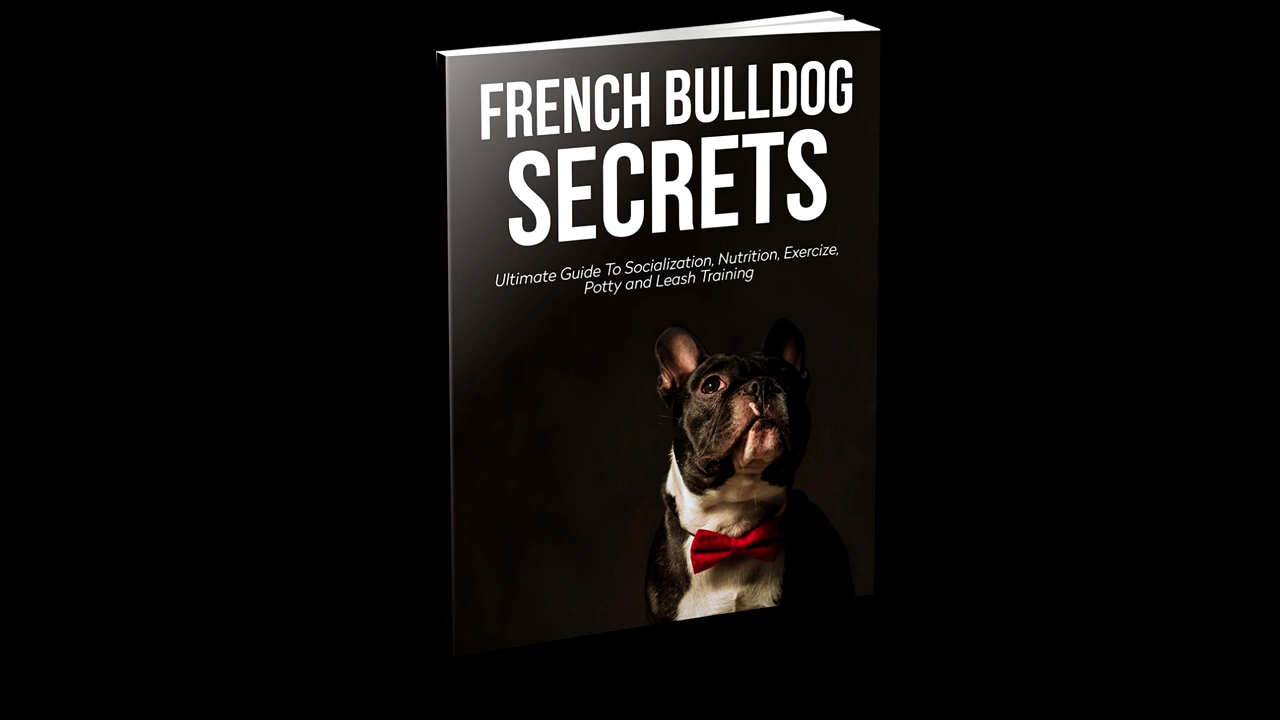 FRENCH BULLDOG
SECRETS
Ultimate Guide To Socialization, Nutrition, Exercize,
Potty and Leash Training